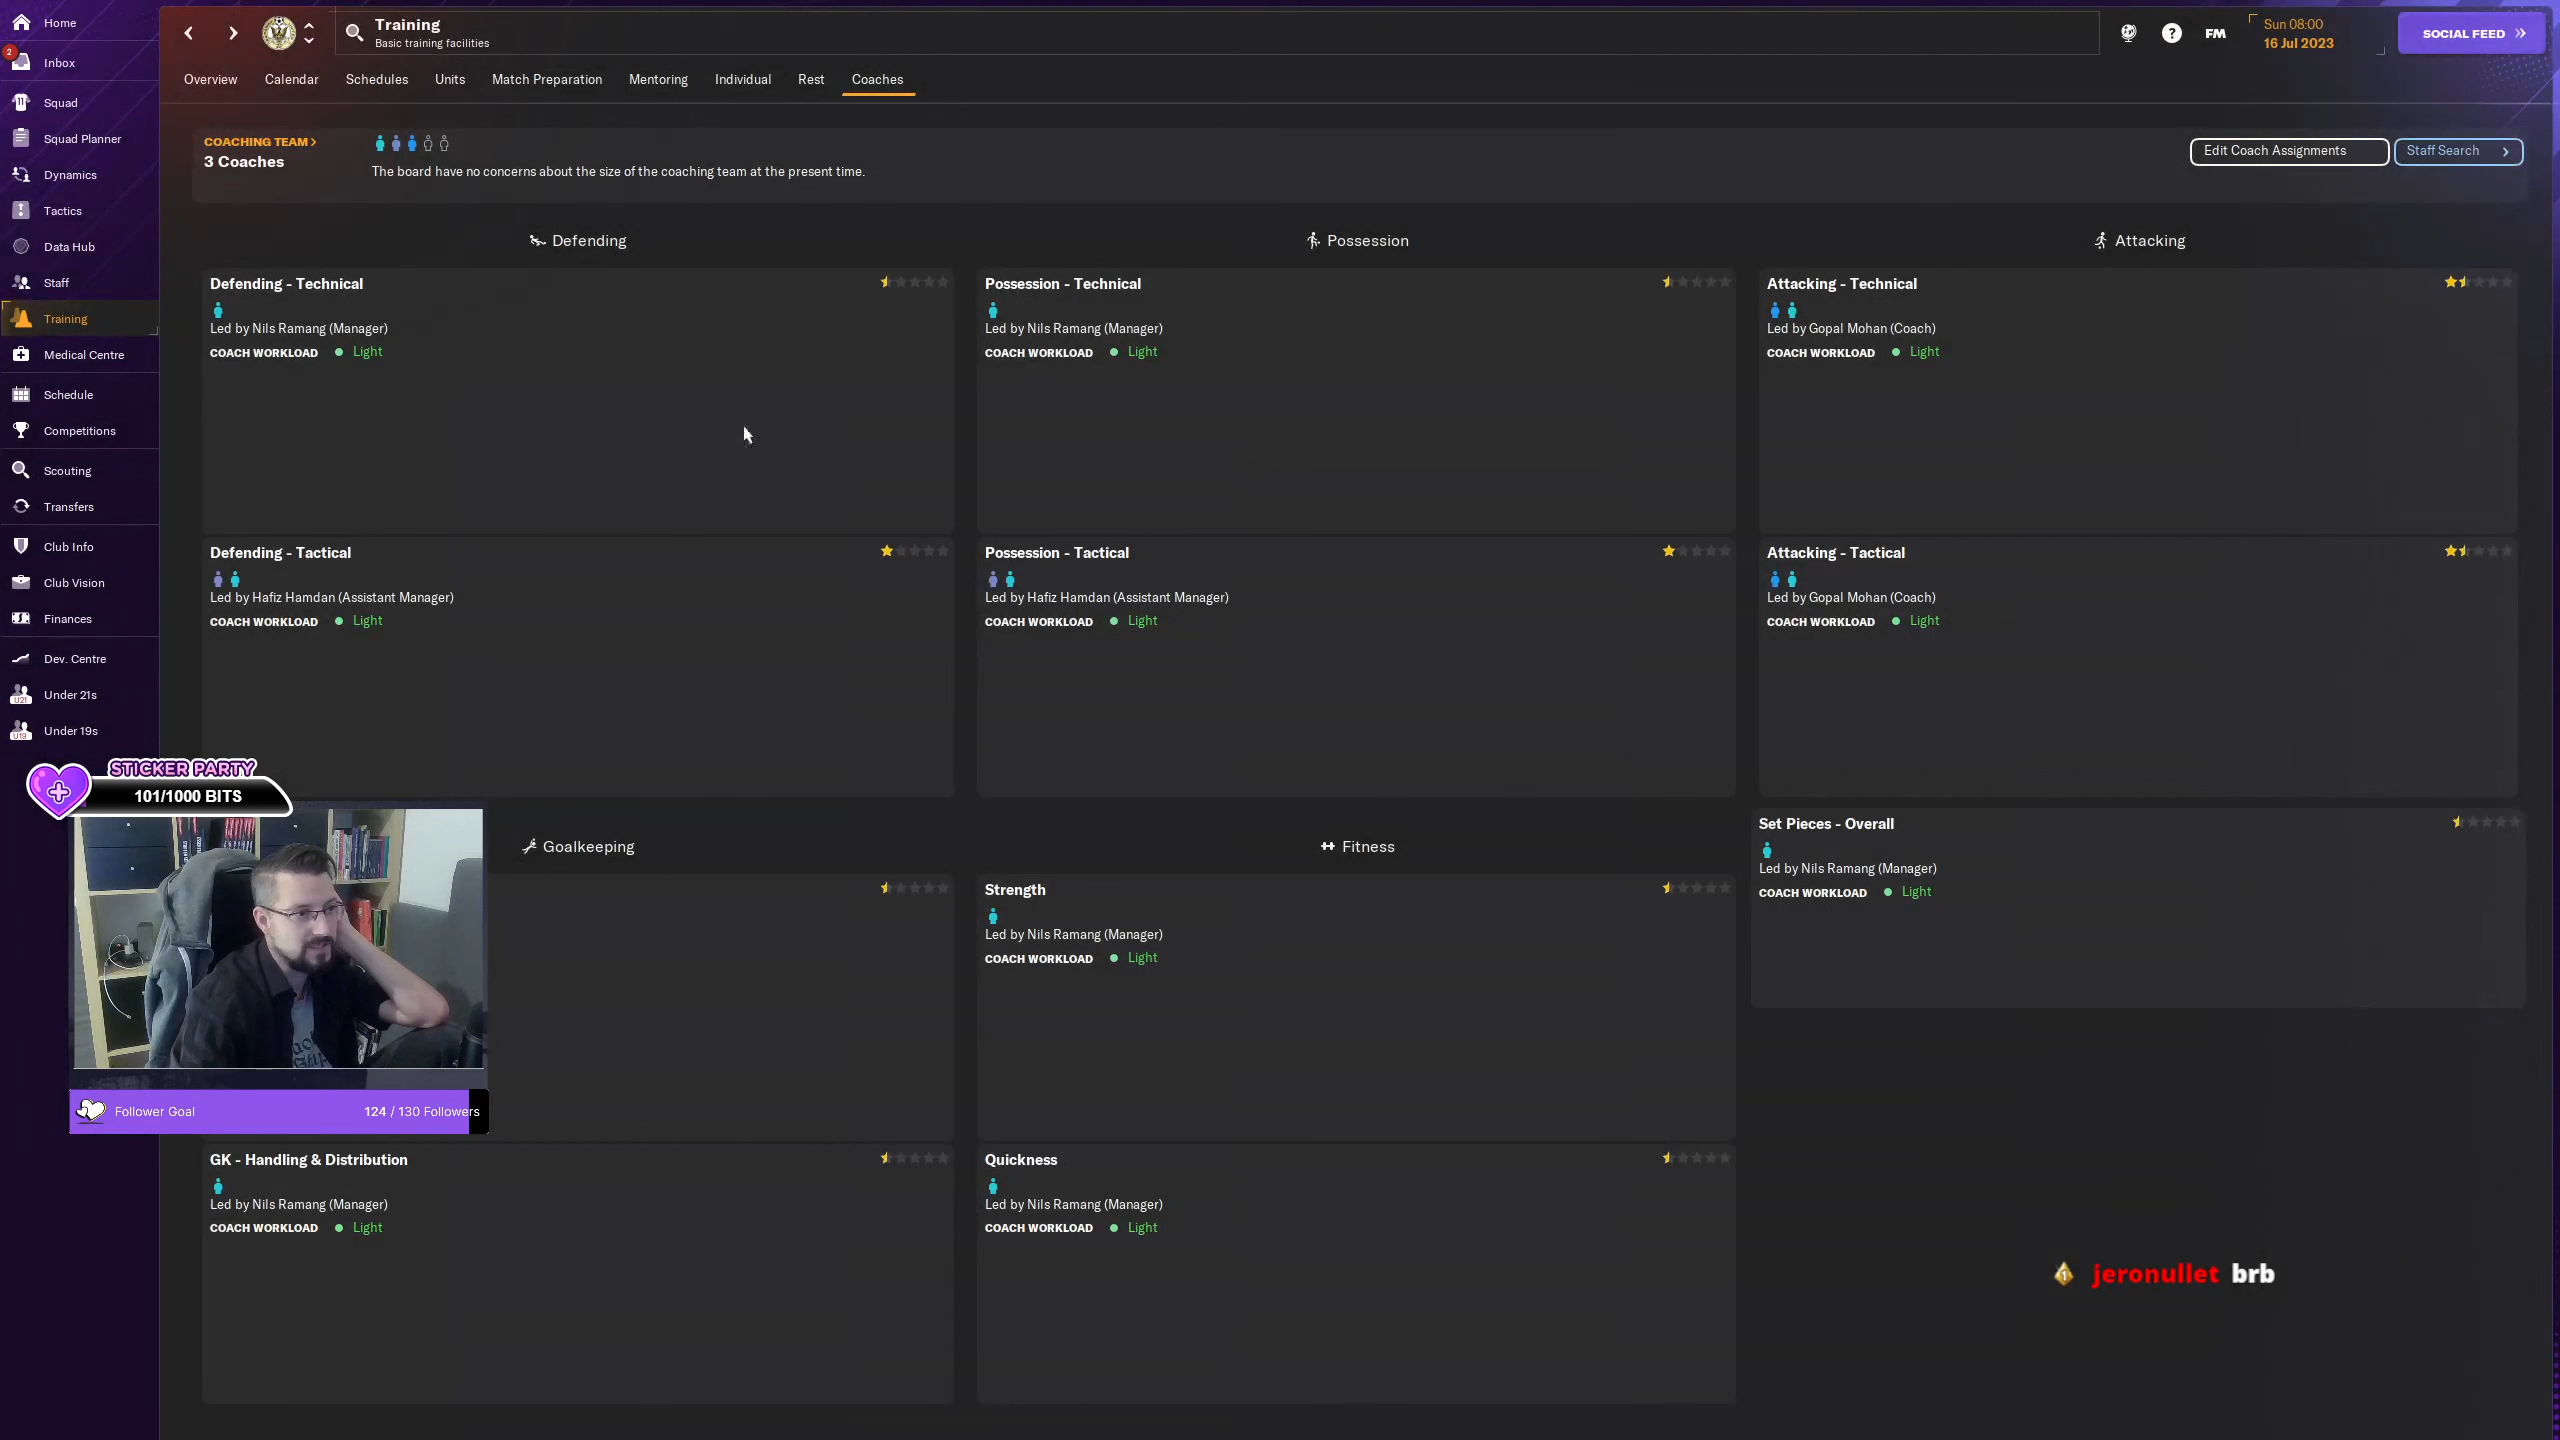 Home
2
Inbox
Squad
Squad Planner
Dynamics
Tactics
Data Hub
Staff
Training
Medical Centre
Schedule
Competitions
Scouting
Transfers
Club Info
Club Vision
Finances
Dev. Centre
U21
Under 21s
U19
Under 19s
Training
Basic training facilities
FM
Sun 08:00
16 Jul 2023
SOCIAL FEED
Overview
Calendar
Schedules
Units
Match Preparation
Mentoring
Individual
Rest
Coaches
COACHING TEAM >
3 Coaches
The board have no concerns about the size of the coaching team at the present time.
Edit Coach Assignments
Staff Search
Defending
Possession
Attacking
Defending - Technical
Led by Nils Ramang (Manager)
COACH WORKLOAD Light
Possession - Technical
Led by Nils Ramang (Manager)
COACH WORKLOAD Light
Attacking - Technical
Led by Gopal Mohan (Coach)
COACH WORKLOAD Light
Defending - Tactical
Led by Hafiz Hamdan (Assistant Manager)
COACH WORKLOAD Light
Possession - Tactical
Led by Hafiz Hamdan (Assistant Manager)
COACH WORKLOAD Light
Attacking - Tactical
Led by Gopal Mohan (Coach)
COACH WORKLOAD Light
STICKER PARTY
101/1000 BITS
Goalkeeping
Fitness
Set Pieces - Overall
Led by Nils Ramang (Manager)
COACH WORKLOAD Light
Strength
Led by Nils Ramang (Manager)
COACH WORKLOAD Light
Follower Goal
124 / 130 Followers
GK - Handling & Distribution
Led by Nils Ramang (Manager)
COACH WORKLOAD Light
Quickness
Led by Nils Ramang (Manager)
COACH WORKLOAD Light
1 jeronullet brb